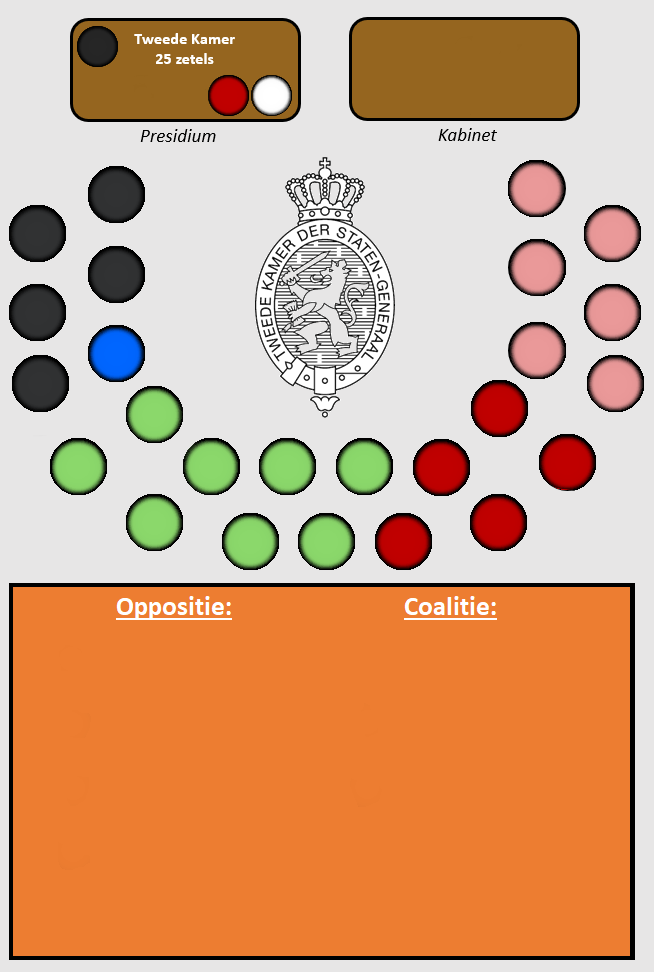 Tweede Kamer
25 zetels
Presidium
Kabinet
TWEEDE KAMER DER STATEN-GENERAAL
Oppositie:
Coalitie: